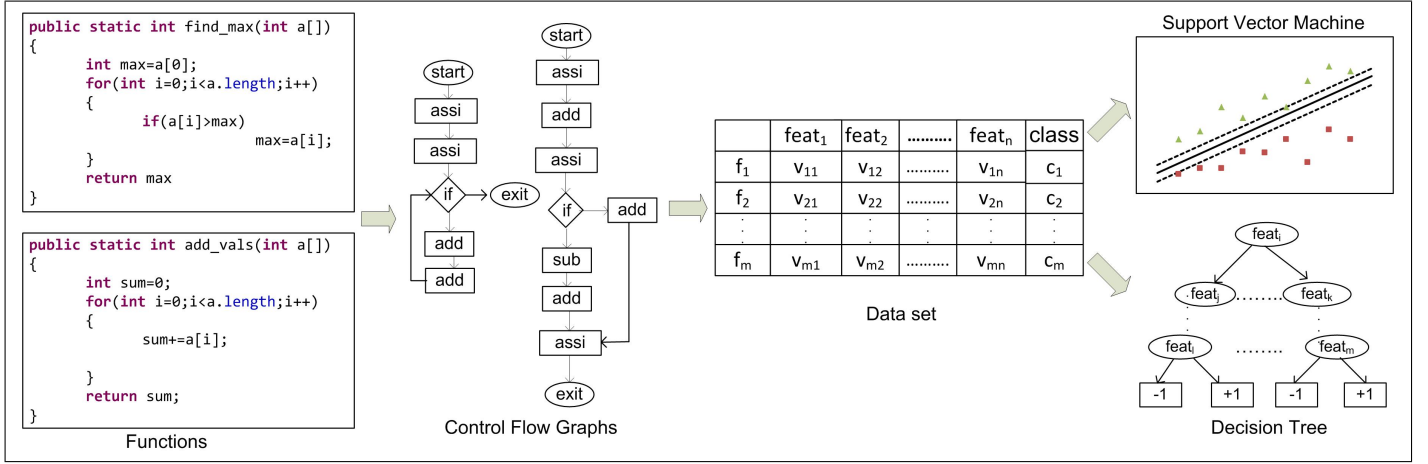 public static int find_max(int a[])
{
int max=a[0];
for(int i=0;i<a.length;i++)
{
if(a[i]>max)
max=a[i];
}
return max
}
public static int add_vals(int a[])
{
int sum=0;
for(int i=0;i<a.length;i++)
{
sum+=a[i];
}
return sum;
}
Functions
start
assi
assi
if
exit
add
add
start
assi
add
assi
if
add
sub
add
assi
exit
Control Flow Graphs
feat1 feat2 .......... featn class
f1 v11 v12 .......... v1n c1
f2 v21 v22 .......... v2n c2
fm vm1 vm2 .......... vmn cm
Data set
Support Vector Machine
feati
featj ........ featk
featl ........ featm
-1 +1 -1 +1
Decision Tree